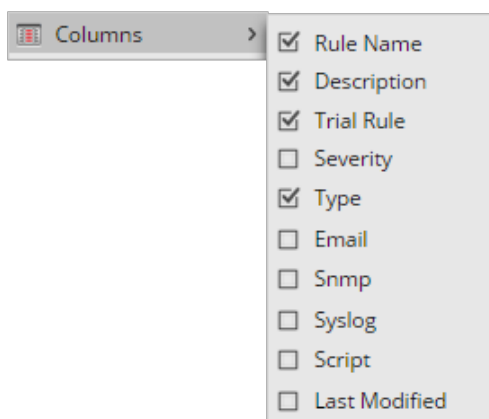 Columns
Rule Name
Description
Trial Rule
Severity
Type
Email
Snmp
Syslog
Script
Last Modified